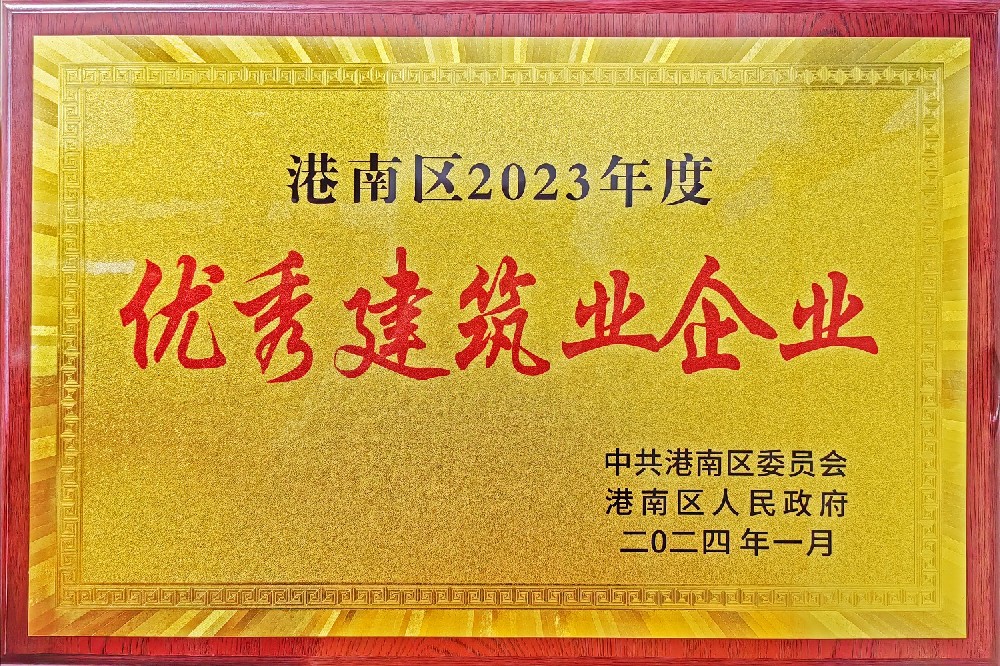 港南区2023年度
优秀建筑业企业
中共港南区委员会
港南区人民政府
二0二四年一月